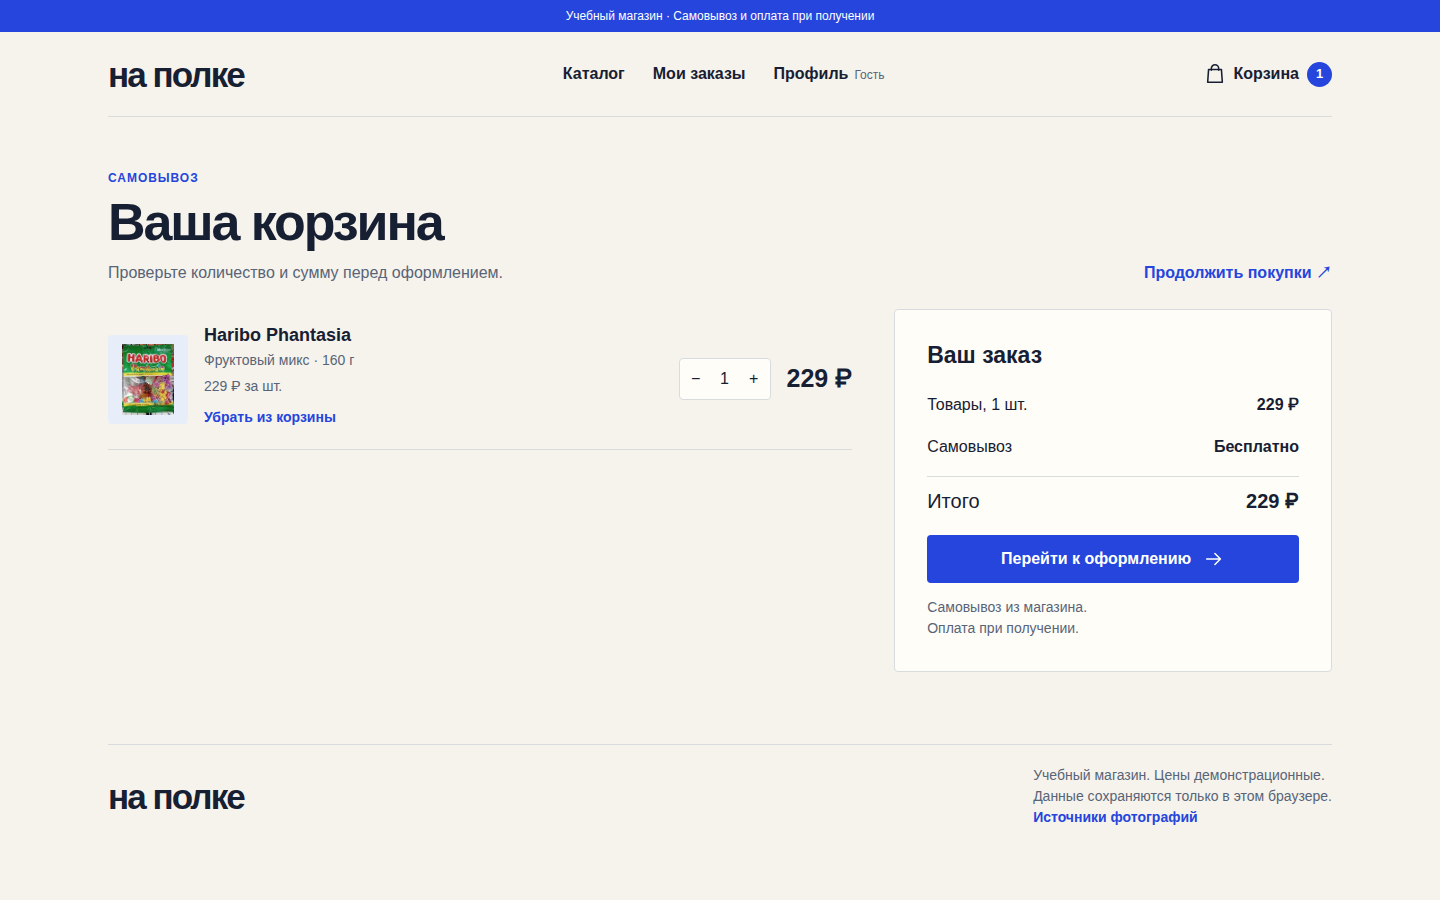 Учебный магазин · Самовывоз и оплата при получении
на полке
Каталог
Мои заказы
Профиль Гость
Корзина 1
САМОВЫВОЗ
Ваша корзина
Проверьте количество и сумму перед оформлением.
Продолжить покупки ↗
HARIBO
Haribo Phantasia
Фруктовый микс · 160 г
229 ₽ за шт.
Убрать из корзины
− 1 +
229 ₽
Ваш заказ
Товары, 1 шт. 229 ₽
Самовывоз Бесплатно
Итого 229 ₽
Перейти к оформлению →
Самовывоз из магазина.
Оплата при получении.
на полке
Учебный магазин. Цены демонстрационные.
Данные сохраняются только в этом браузере.
Источники фотографий